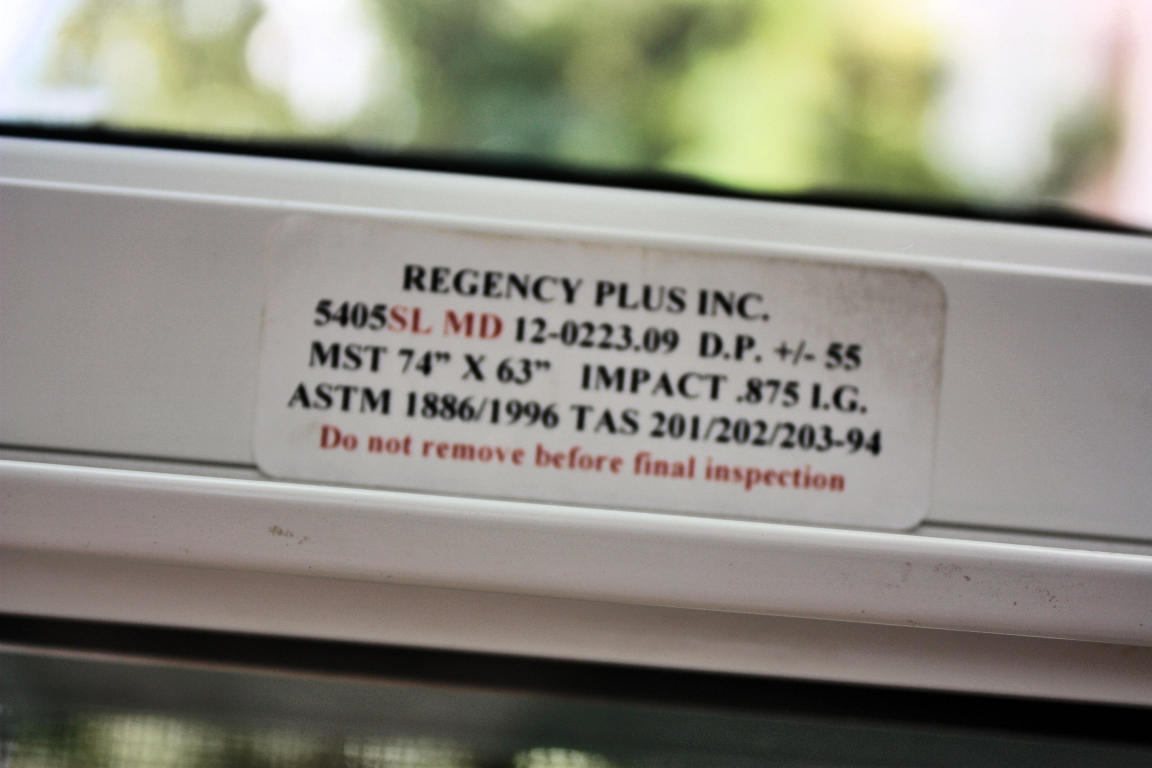 REGENCY PLUS INC.
5405SL MD 12-0223.09 D.P. +/- 55
MST 74” X 63” IMPACT .875 I.G.
ASTM 1886/1996 TAS 201/202/203-94
Do not remove before final inspection